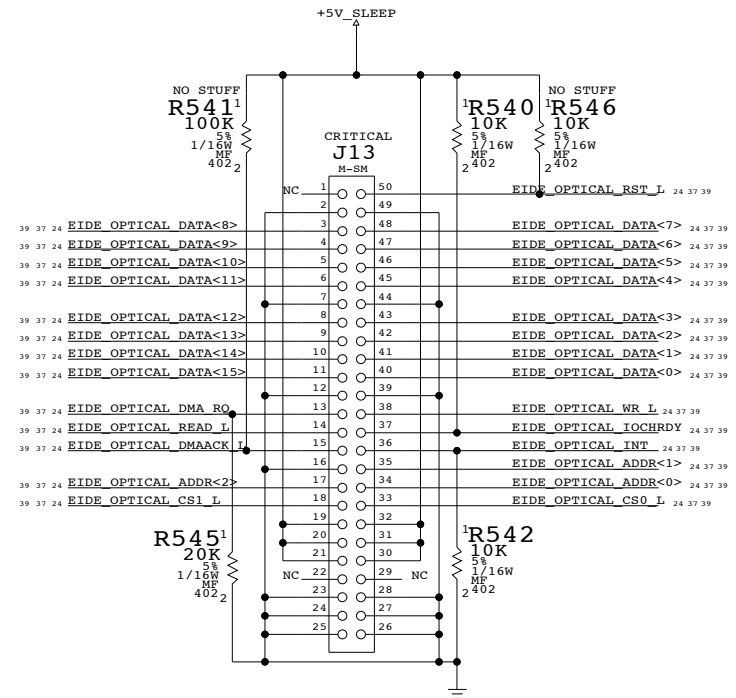 +5V_SLEEP
NO STUFF
R541
1
100K
5%
1/16W
MF
402
2
1
R540
10K
5%
1/16W
MF
402
2
NO STUFF
1
R546
10K
5%
1/16W
MF
402
2
CRITICAL
J13
M-SM
NC 1 50 EIDE_OPTICAL_RST_L 24 37 39
2 49
39 37 24 EIDE_OPTICAL_DATA<8> 3 48 EIDE_OPTICAL_DATA<7> 24 37 39
39 37 24 EIDE_OPTICAL_DATA<9> 4 47 EIDE_OPTICAL_DATA<6> 24 37 39
39 37 24 EIDE_OPTICAL_DATA<10> 5 46 EIDE_OPTICAL_DATA<5> 24 37 39
39 37 24 EIDE_OPTICAL_DATA<11> 6 45 EIDE_OPTICAL_DATA<4> 24 37 39
7 44
39 37 24 EIDE_OPTICAL_DATA<12> 8 43 EIDE_OPTICAL_DATA<3> 24 37 39
39 37 24 EIDE_OPTICAL_DATA<13> 9 42 EIDE_OPTICAL_DATA<2> 24 37 39
39 37 24 EIDE_OPTICAL_DATA<14> 10 41 EIDE_OPTICAL_DATA<1> 24 37 39
39 37 24 EIDE_OPTICAL_DATA<15> 11 40 EIDE_OPTICAL_DATA<0> 24 37 39
12 39
39 37 24 EIDE_OPTICAL_DMA_RQ 13 38 EIDE_OPTICAL_WR_L 24 37 39
39 37 24 EIDE_OPTICAL_READ_L 14 37 EIDE_OPTICAL_IOCHRDY 24 37 39
39 37 24 EIDE_OPTICAL_DMAACK_L 15 36 EIDE_OPTICAL_INT 24 37 39
16 35 EIDE_OPTICAL_ADDR<1> 24 37 39
39 37 24 EIDE_OPTICAL_ADDR<2> 17 34 EIDE_OPTICAL_ADDR<0> 24 37 39
39 37 24 EIDE_OPTICAL_CS1_L 18 33 EIDE_OPTICAL_CS0_L 24 37 39
19 32
20 31
21 30
NC 22 29 NC
23 28
24 27
25 26
R545
1
20K
5%
1/16W
MF
402
2
1
R542
10K
5%
1/16W
MF
402
2